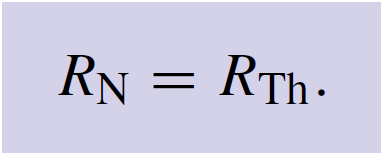 R_N = R_Th.